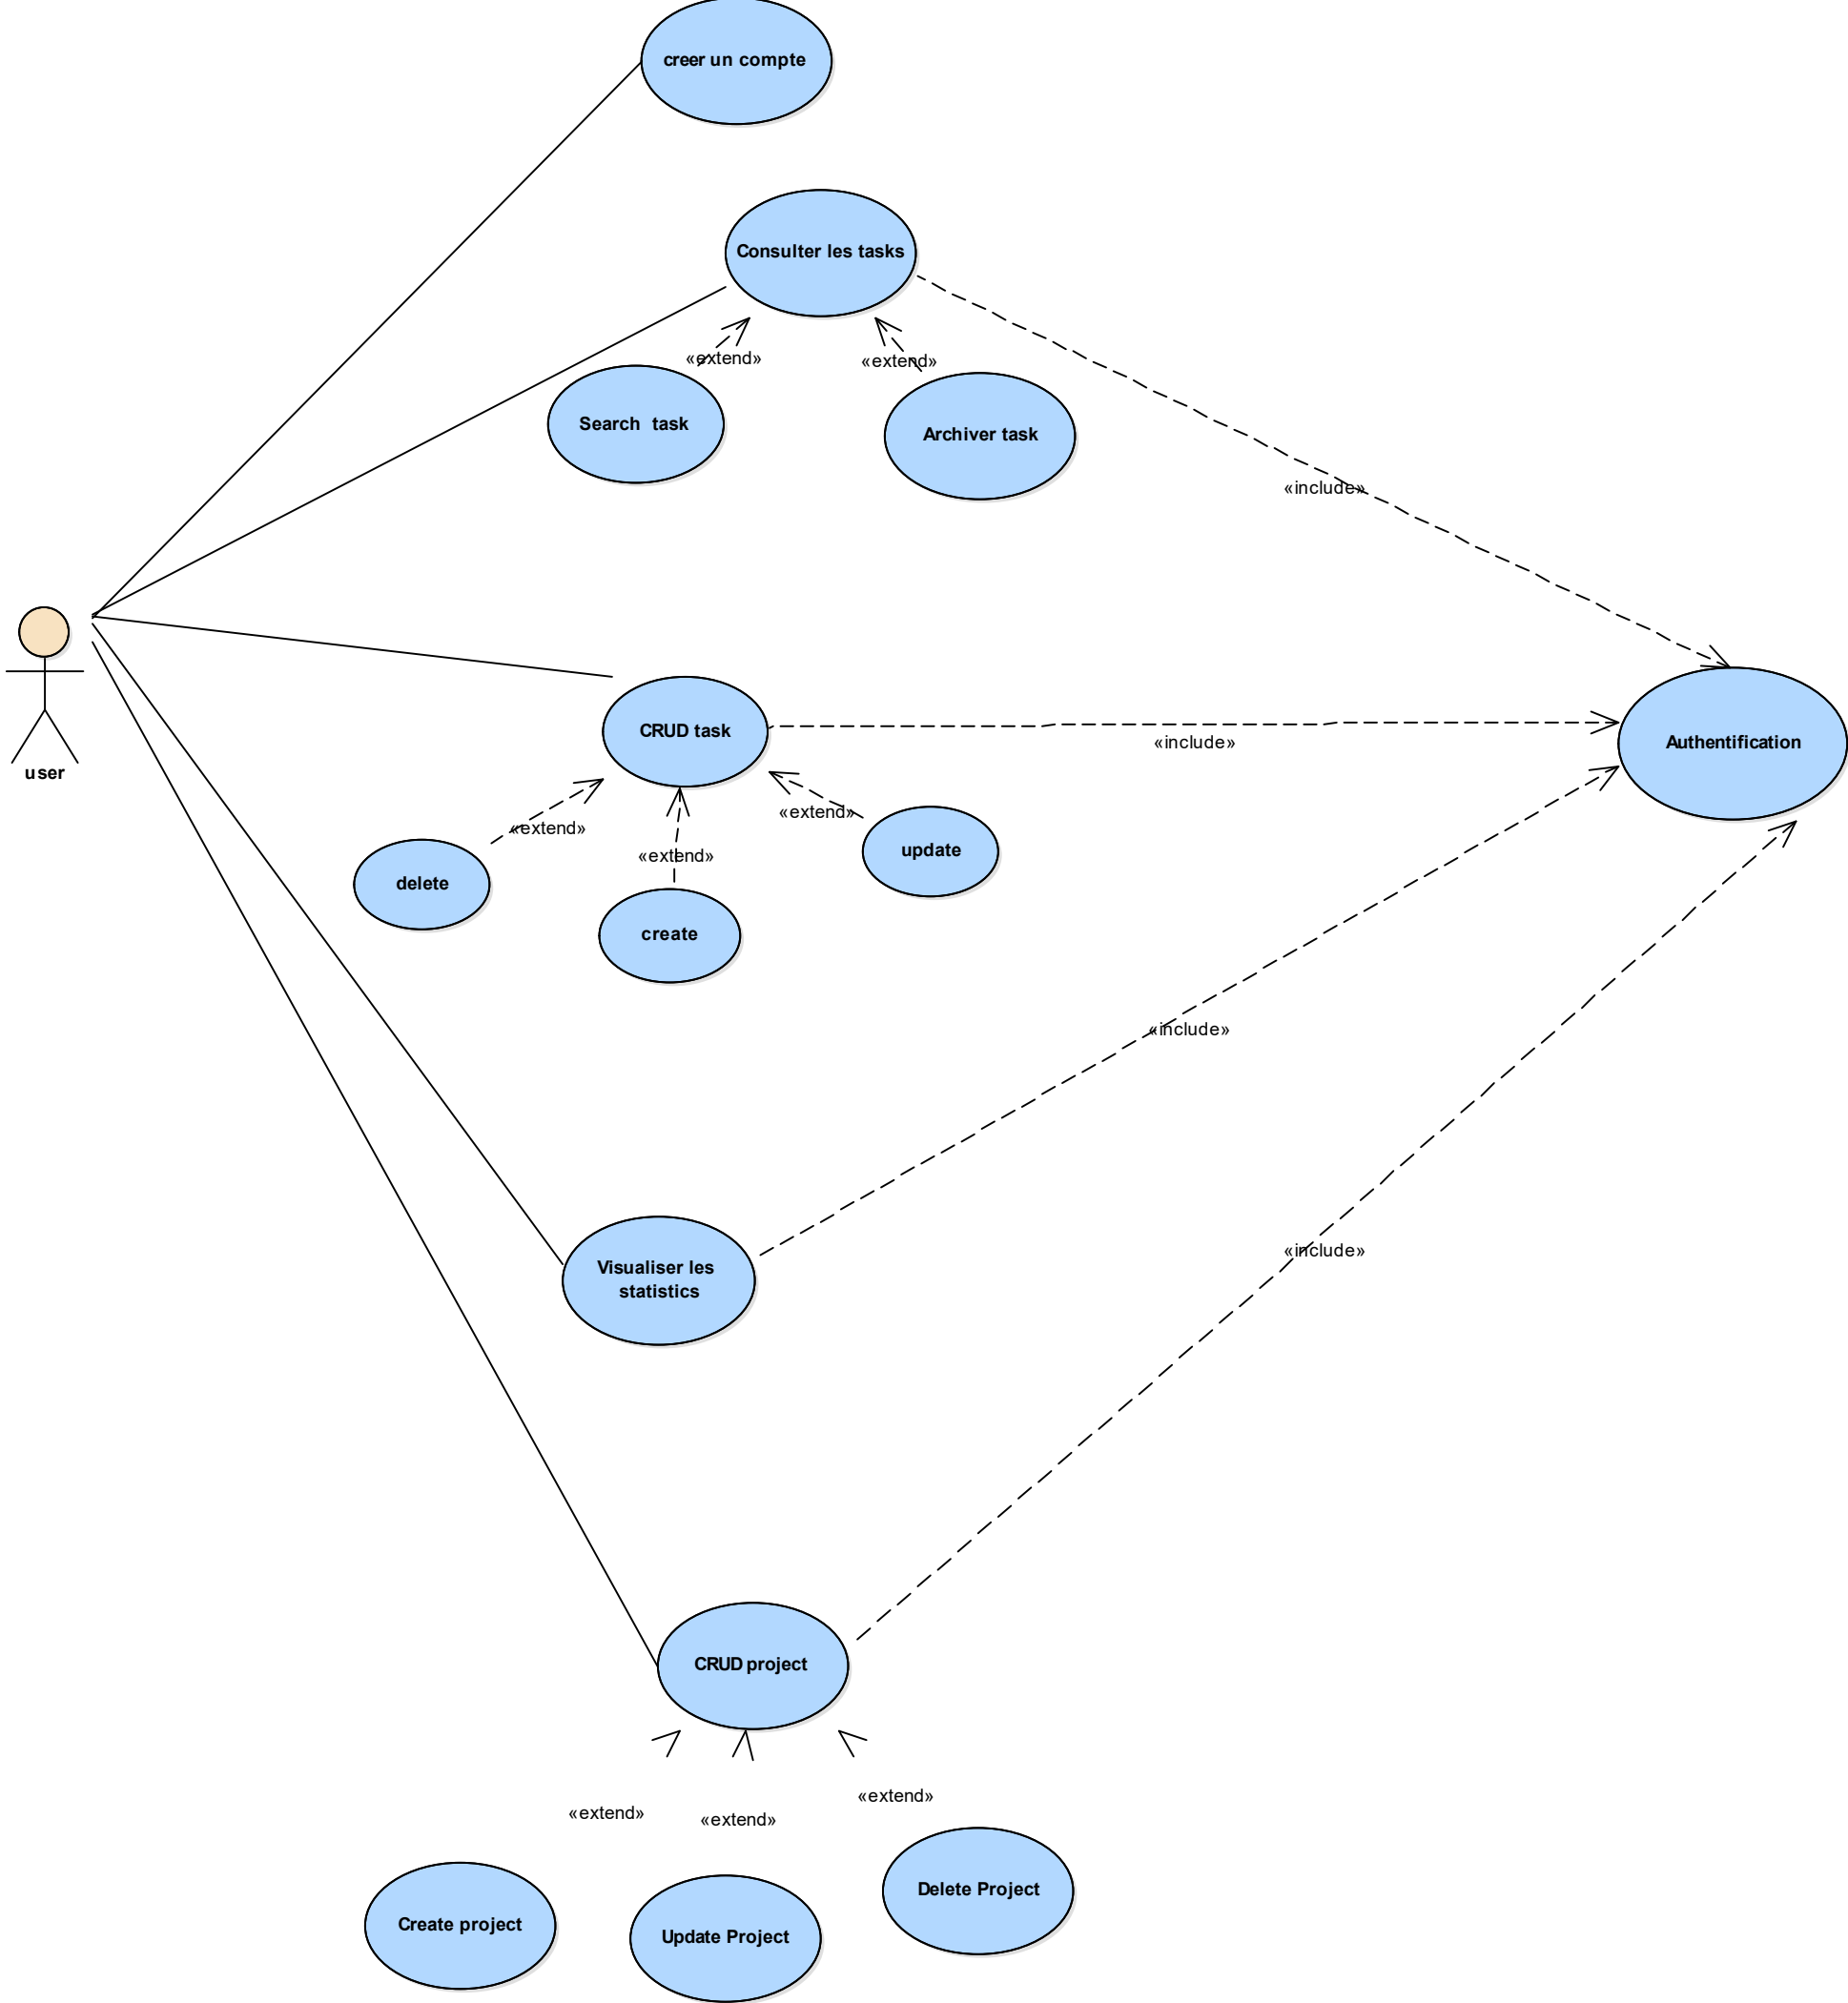 creer un compte
Consulter les tasks
«extend»
«extend»
Search task
Archiver task
«include»
user
CRUD task
«include»
Authentification
«extend»
«extend»
«extend»
delete
create
update
«include»
Visualiser les
statistics
«include»
CRUD project
«extend»
«extend»
«extend»
Create project
Update Project
Delete Project